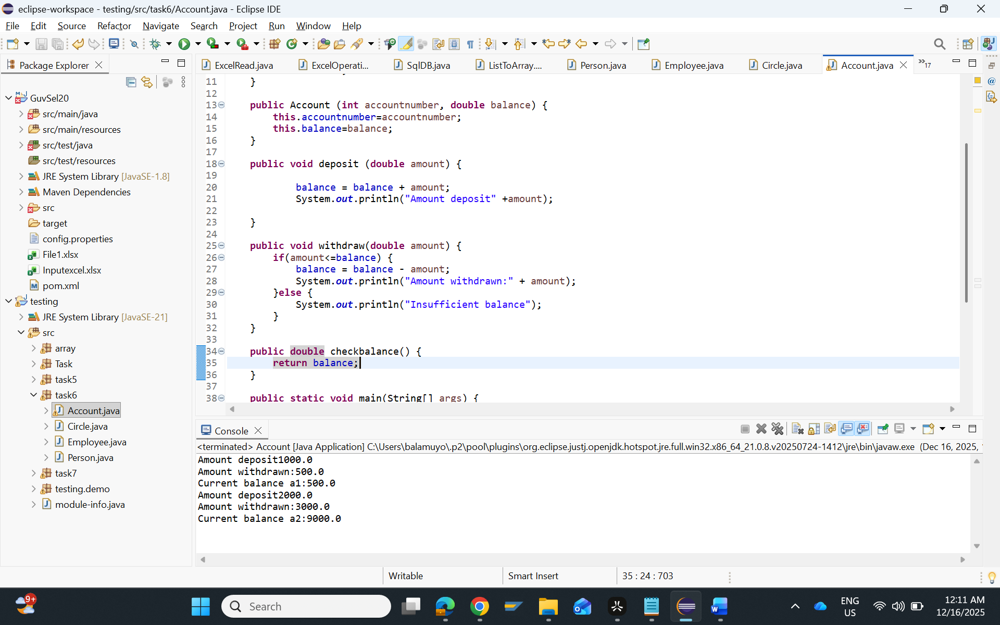 eclipse-workspace - testing/src/task6/Account.java - Eclipse IDE
File Edit Source Refactor Navigate Search Project Run Window Help
Package Explorer
GuvSel20
src/main/java
src/main/resources
src/test/java
src/test/resources
JRE System Library [JavaSE-1.8]
Maven Dependencies
src
target
config.properties
File1.xlsx
Inputexcel.xlsx
pom.xml
testing
JRE System Library [JavaSE-21]
src
array
Task
task5
task6
Account.java
Circle.java
Employee.java
Person.java
task7
testing.demo
module-info.java
ExcelRead.java ExcelOperati... SqlDB.java ListToArray.... Person.java Employee.java Circle.java Account.java »17
11 }
12
13 public Account (int accountnumber, double balance) {
14 this.accountnumber=accountnumber;
15 this.balance=balance;
16 }
17
18 public void deposit (double amount) {
19
20 balance = balance + amount;
21 System.out.println("Amount deposit" +amount);
22
23 }
24
25 public void withdraw(double amount) {
26 if(amount<=balance) {
27 balance = balance - amount;
28 System.out.println("Amount withdrawn:" + amount);
29 }else {
30 System.out.println("Insufficient balance");
31 }
32 }
33
34 public double checkbalance() {
35 return balance;
36 }
37
38 public static void main(String[] args) {
Console
<terminated> Account [Java Application] C:\Users\balamuyo\.p2\pool\plugins\org.eclipse.justj.openjdk.hotspot.jre.full.win32.x86_64_21.0.8.v20250724-1412\jre\bin\javaw.exe (Dec 16, 2025,
Amount deposit1000.0
Amount withdrawn:500.0
Current balance a1:500.0
Amount deposit2000.0
Amount withdrawn:3000.0
Current balance a2:9000.0
Writable Smart Insert 35 : 24 : 703
9+
Search
ENG
US
12:11 AM
12/16/2025